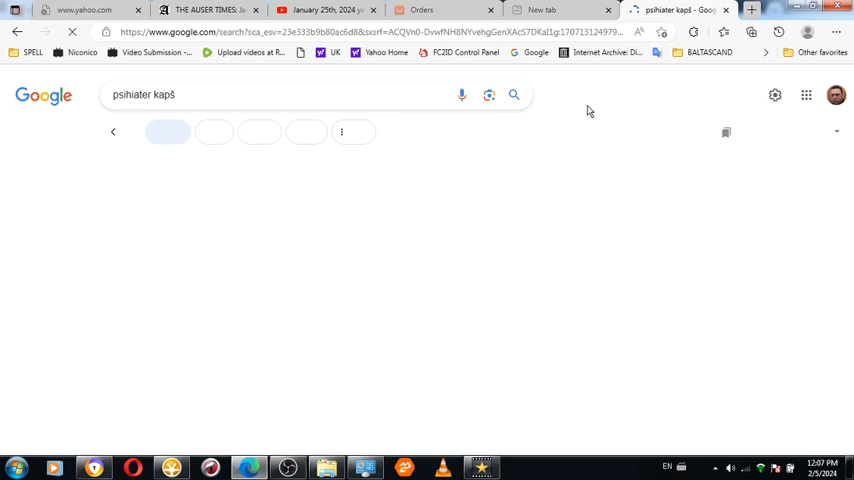 www.yahoo.com
THE AUSER TIMES: Ja
January 25th, 2024 ye
Orders
New tab
psihiater kapš - Goog
https://www.google.com/search?sca_esv=23e333b9b80ac6d8&sxsrf=ACQVn0-DvwfNH8NYvehgGenXAcS7DKaI1g:170713124979...
SPELL
Niconico
Video Submission -...
Upload videos at R...
UK
Yahoo Home
FC2ID Control Panel
Google
Internet Archive: Di...
BALTASCAND
Other favorites
Google
psihiater kapš
EN
12:07 PM
2/5/2024